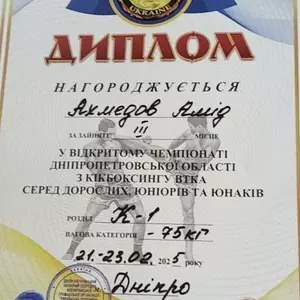 UKRAINE
ДИПЛОМ
НАГОРОДЖУЄТЬСЯ
Ахмедов Амід
ЗА ЗАЙНЯТЕ III МІСЦЕ
У ВІДКРИТОМУ ЧЕМПІОНАТІ
ДНІПРОПЕТРОВСЬКОЇ ОБЛАСТІ
З КІКБОКСИНГУ ВТКА
СЕРЕД ДОРОСЛИХ, ЮНІОРІВ ТА ЮНАКІВ
РОЗДІЛ К-1
ВАГОВА КАТЕГОРІЯ -75кг
21-23.02. 2025 року
Дніпро